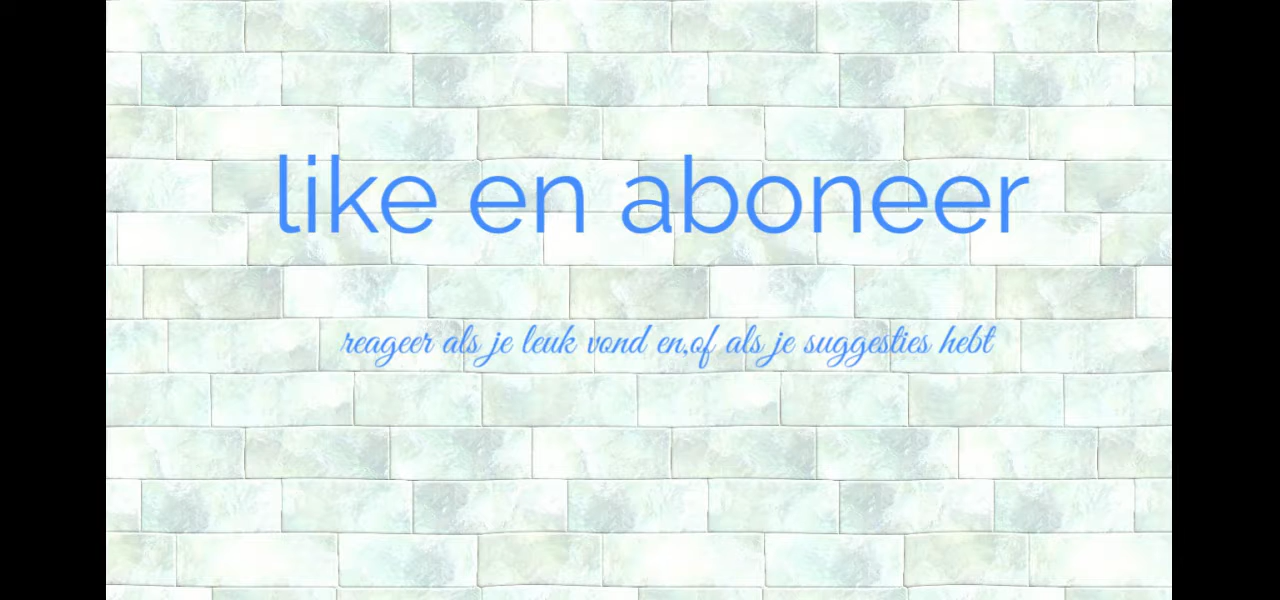 like en aboneer
reageer als je leuk vond en,of als je suggesties hebt